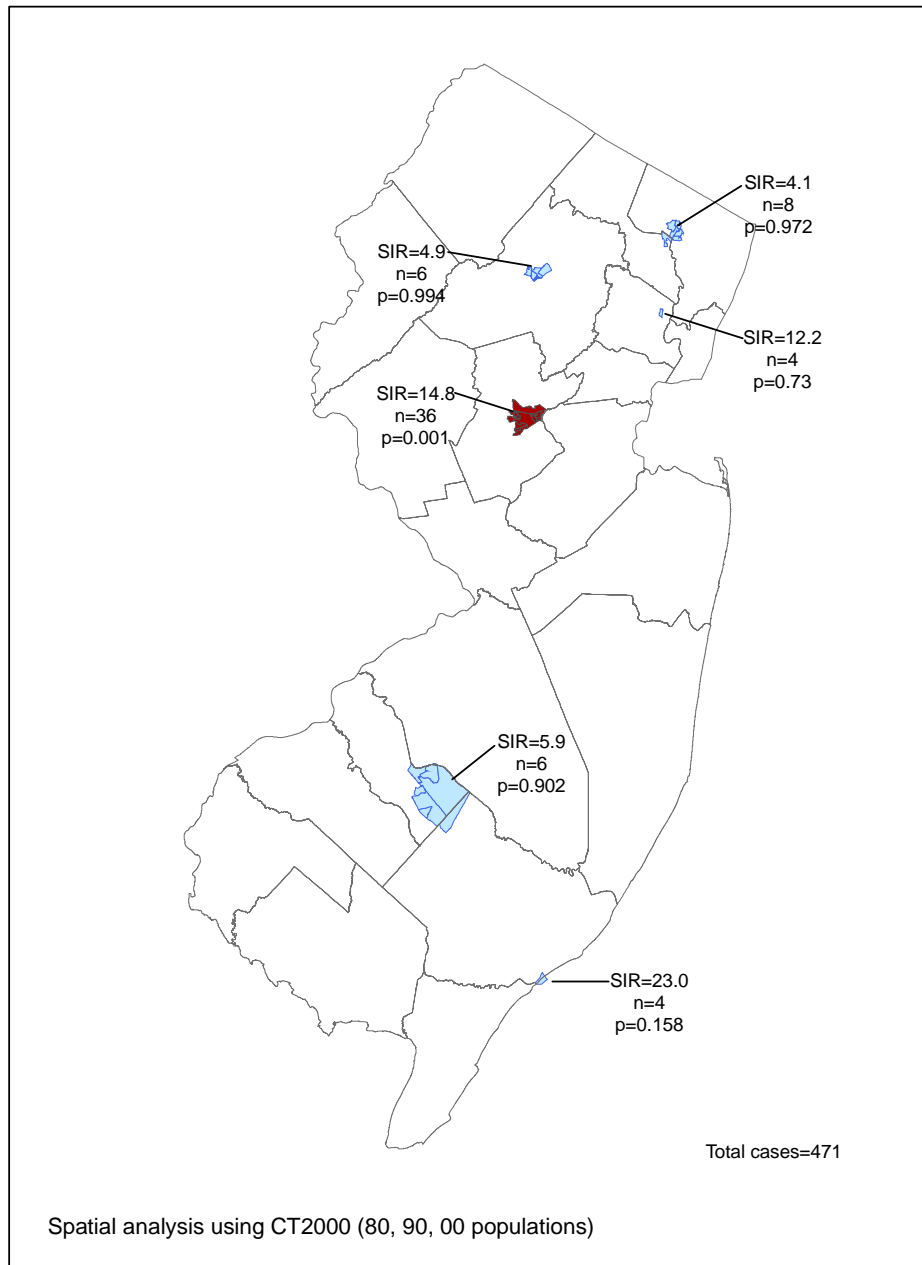 SIR=4.1
n=8
p=0.972
SIR=4.9
n=6
p=0.994
SIR=12.2
n=4
p=0.73
SIR=14.8
n=36
p=0.001
SIR=5.9
n=6
p=0.902
SIR=23.0
n=4
p=0.158
Total cases=471
Spatial analysis using CT2000 (80, 90, 00 populations)